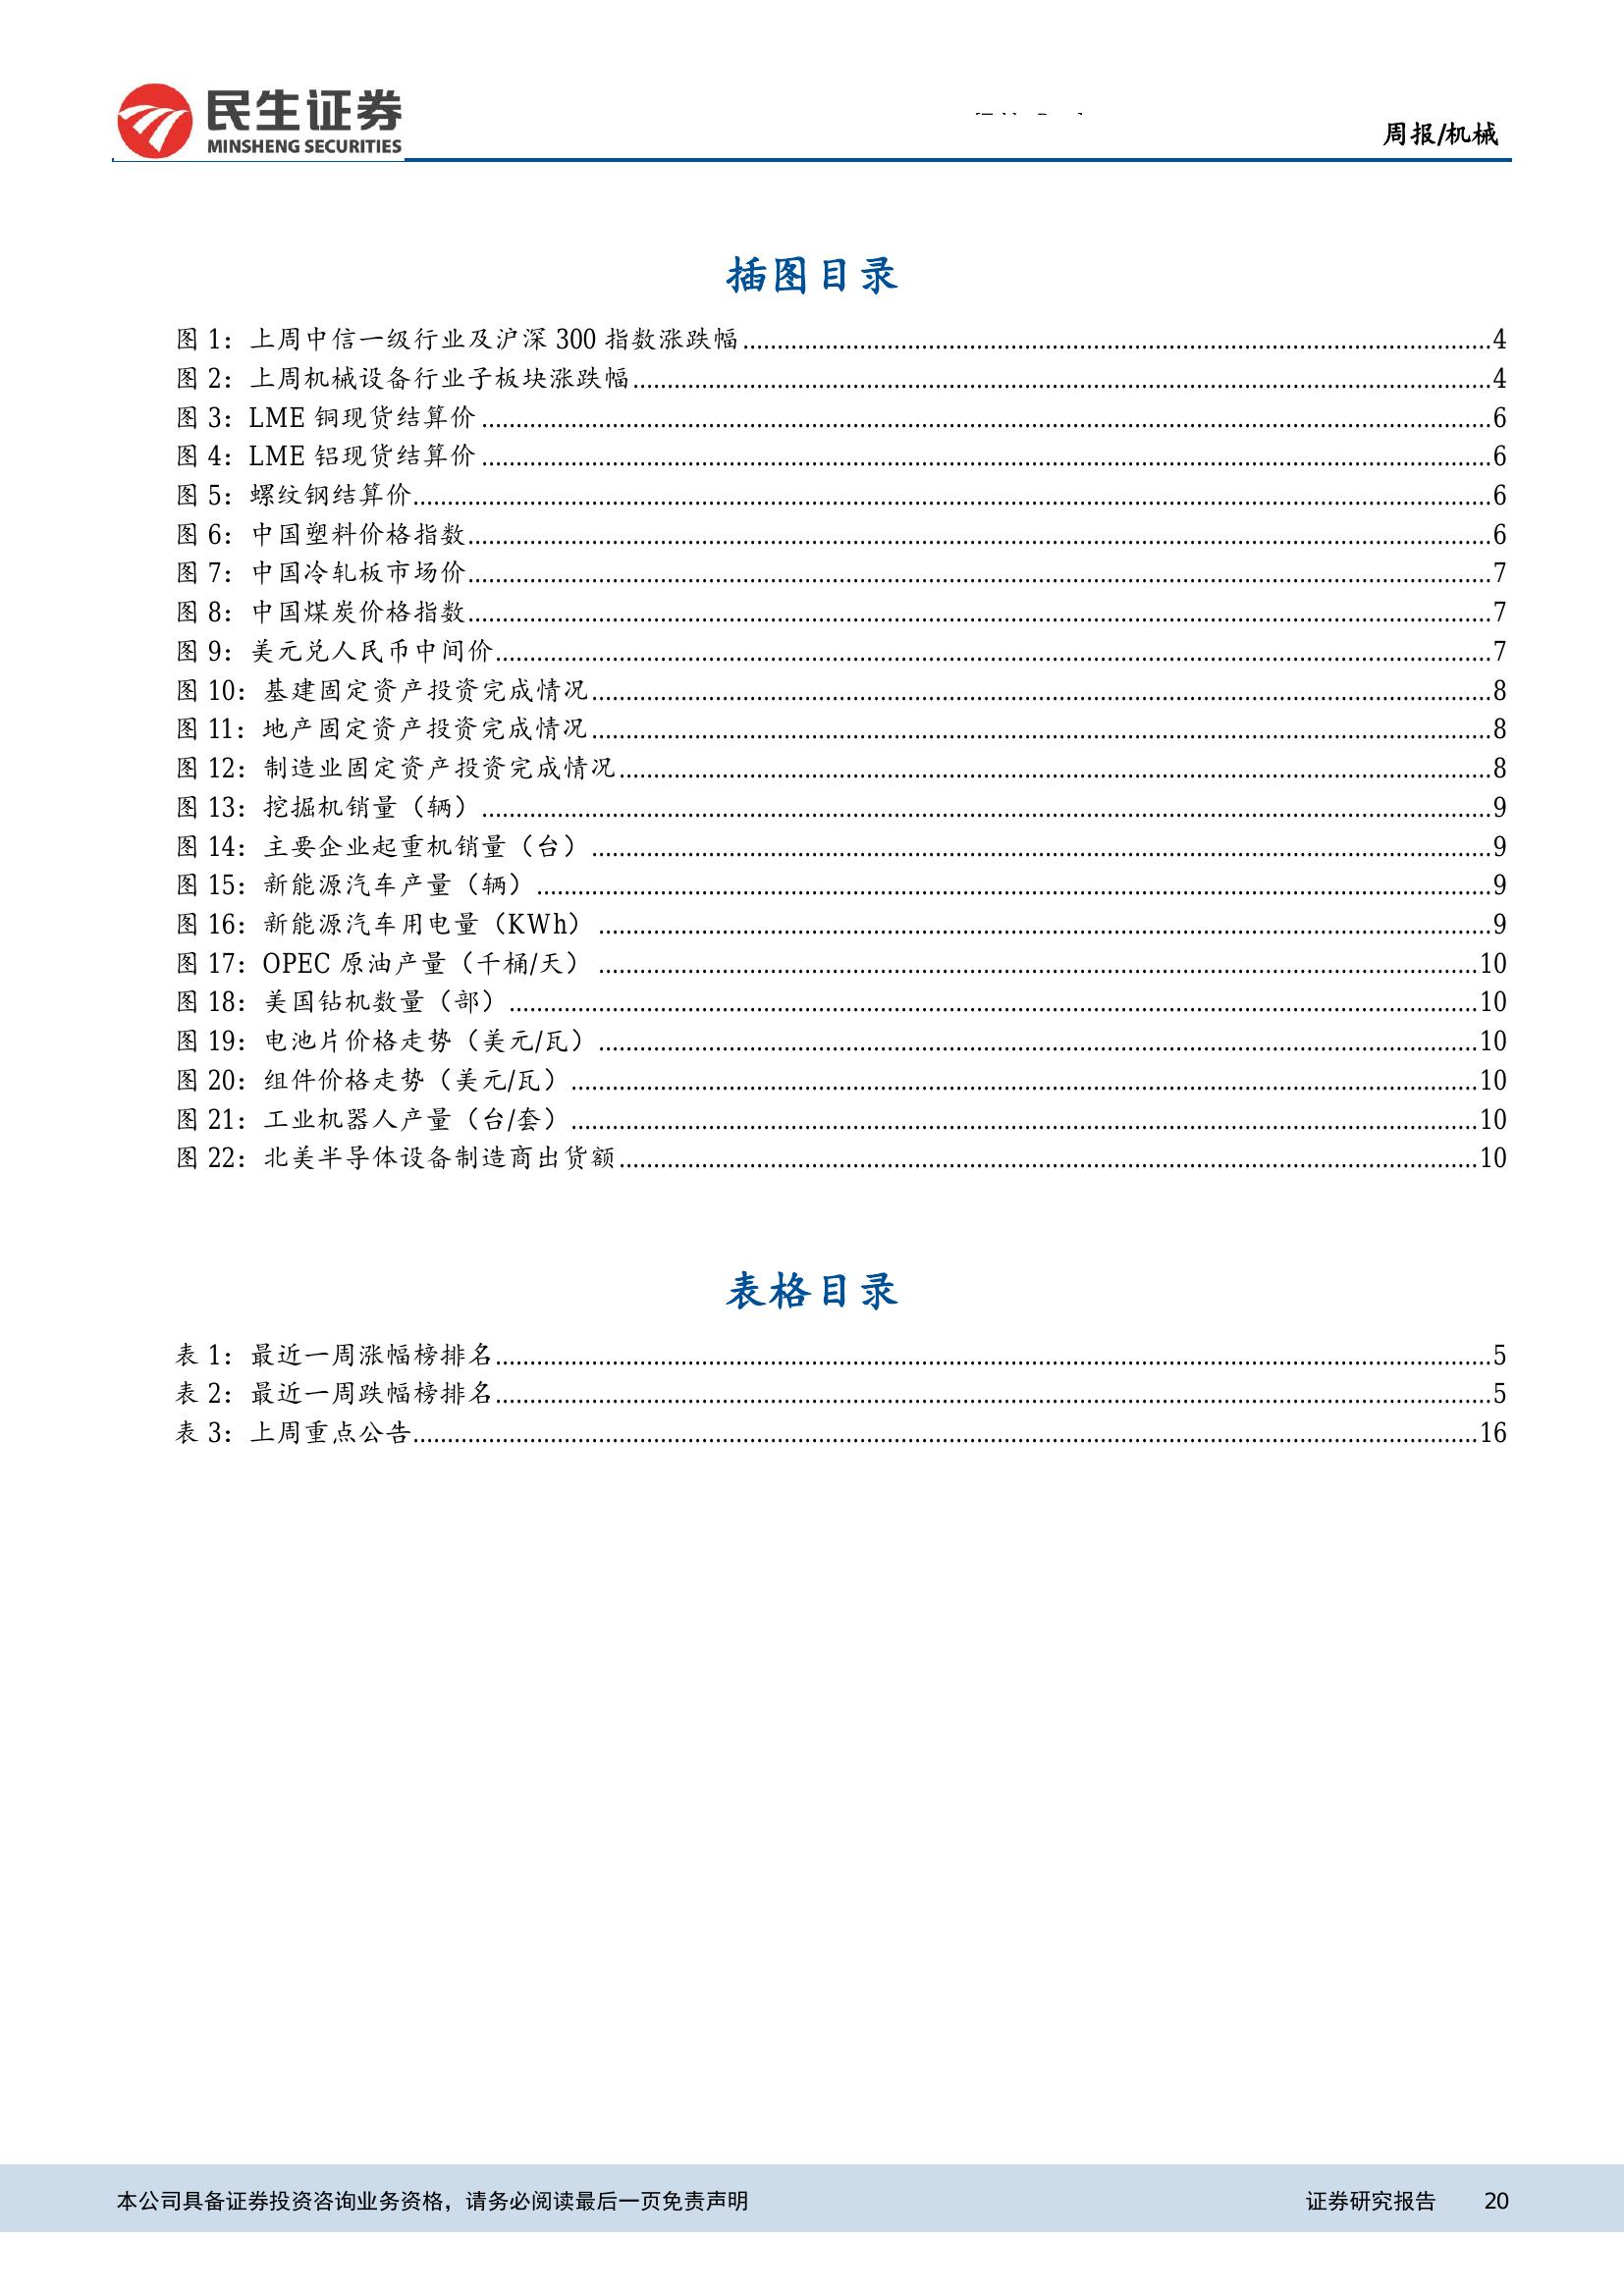 民生证券
MINSHENG SECURITIES
周报/机械
插图目录
图 1：上周中信一级行业及沪深 300 指数涨跌幅....................4
图 2：上周机械设备行业子板块涨跌幅....................4
图 3：LME 铜现货结算价....................6
图 4：LME 铝现货结算价....................6
图 5：螺纹钢结算价....................6
图 6：中国塑料价格指数....................6
图 7：中国冷轧板市场价....................7
图 8：中国煤炭价格指数....................7
图 9：美元兑人民币中间价....................7
图 10：基建固定资产投资完成情况....................8
图 11：地产固定资产投资完成情况....................8
图 12：制造业固定资产投资完成情况....................8
图 13：挖掘机销量（辆）....................9
图 14：主要企业起重机销量（台）....................9
图 15：新能源汽车产量（辆）....................9
图 16：新能源汽车用电量（KWh）....................9
图 17：OPEC 原油产量（千桶/天）....................10
图 18：美国钻机数量（部）....................10
图 19：电池片价格走势（美元/瓦）....................10
图 20：组件价格走势（美元/瓦）....................10
图 21：工业机器人产量（台/套）....................10
图 22：北美半导体设备制造商出货额....................10
表格目录
表 1：最近一周涨幅榜排名....................5
表 2：最近一周跌幅榜排名....................5
表 3：上周重点公告....................16
本公司具备证券投资咨询业务资格，请务必阅读最后一页免责声明 证券研究报告 20